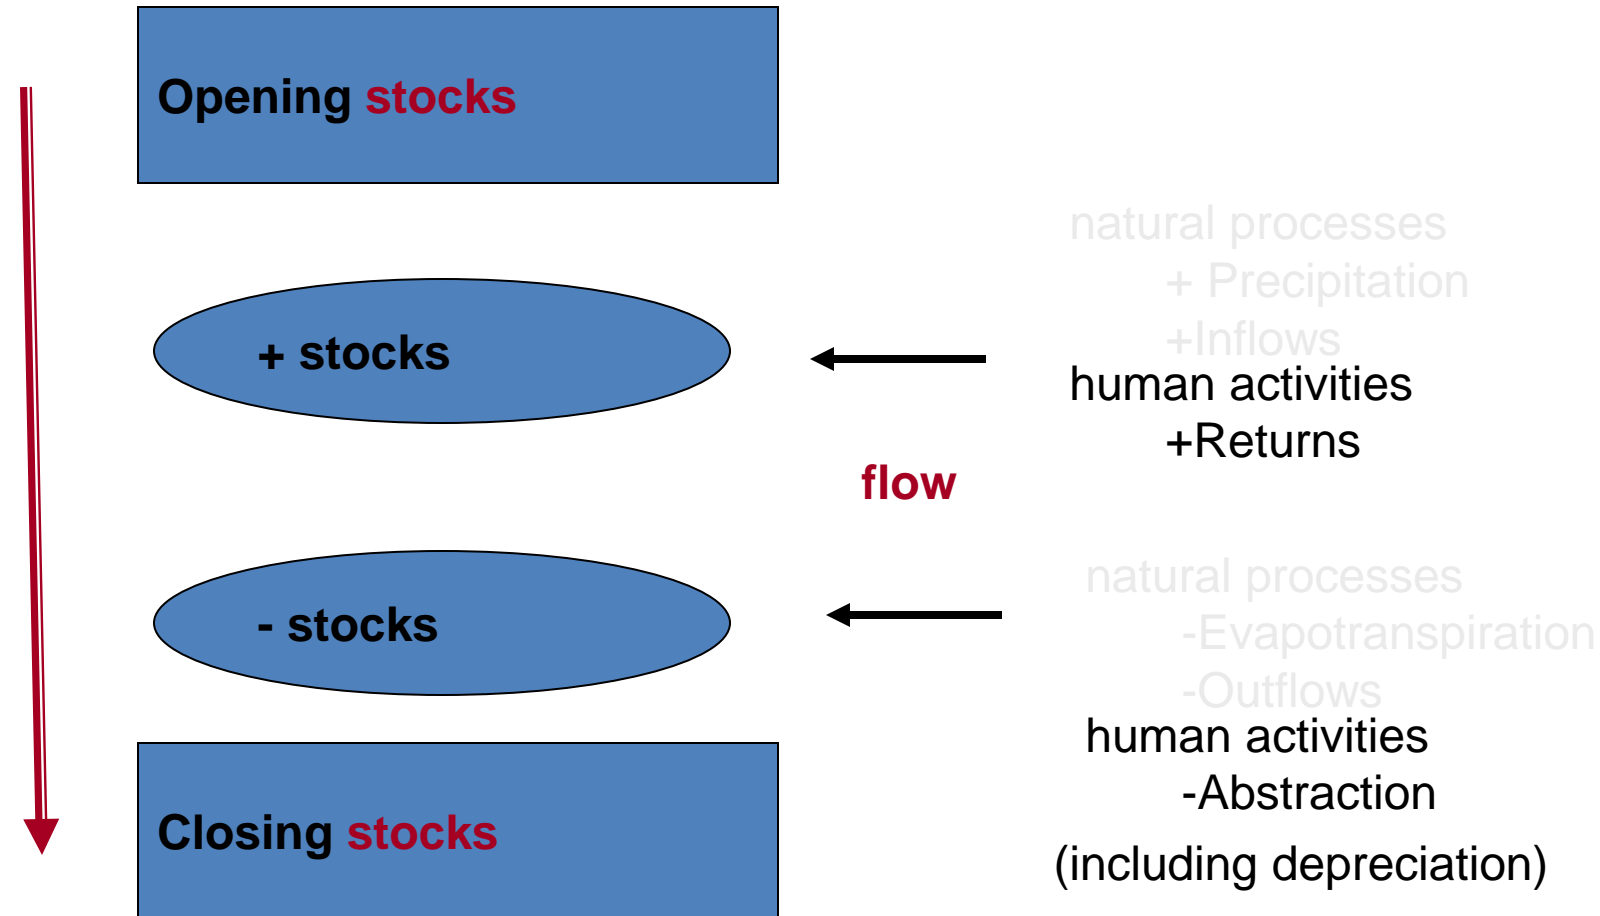 Opening stocks
natural processes
+ Precipitation
+Inflows
+ stocks
human activities
+Returns
flow
natural processes
-Evapotranspiration
- stocks
-Outflows
human activities
-Abstraction
Closing stocks
(including depreciation)